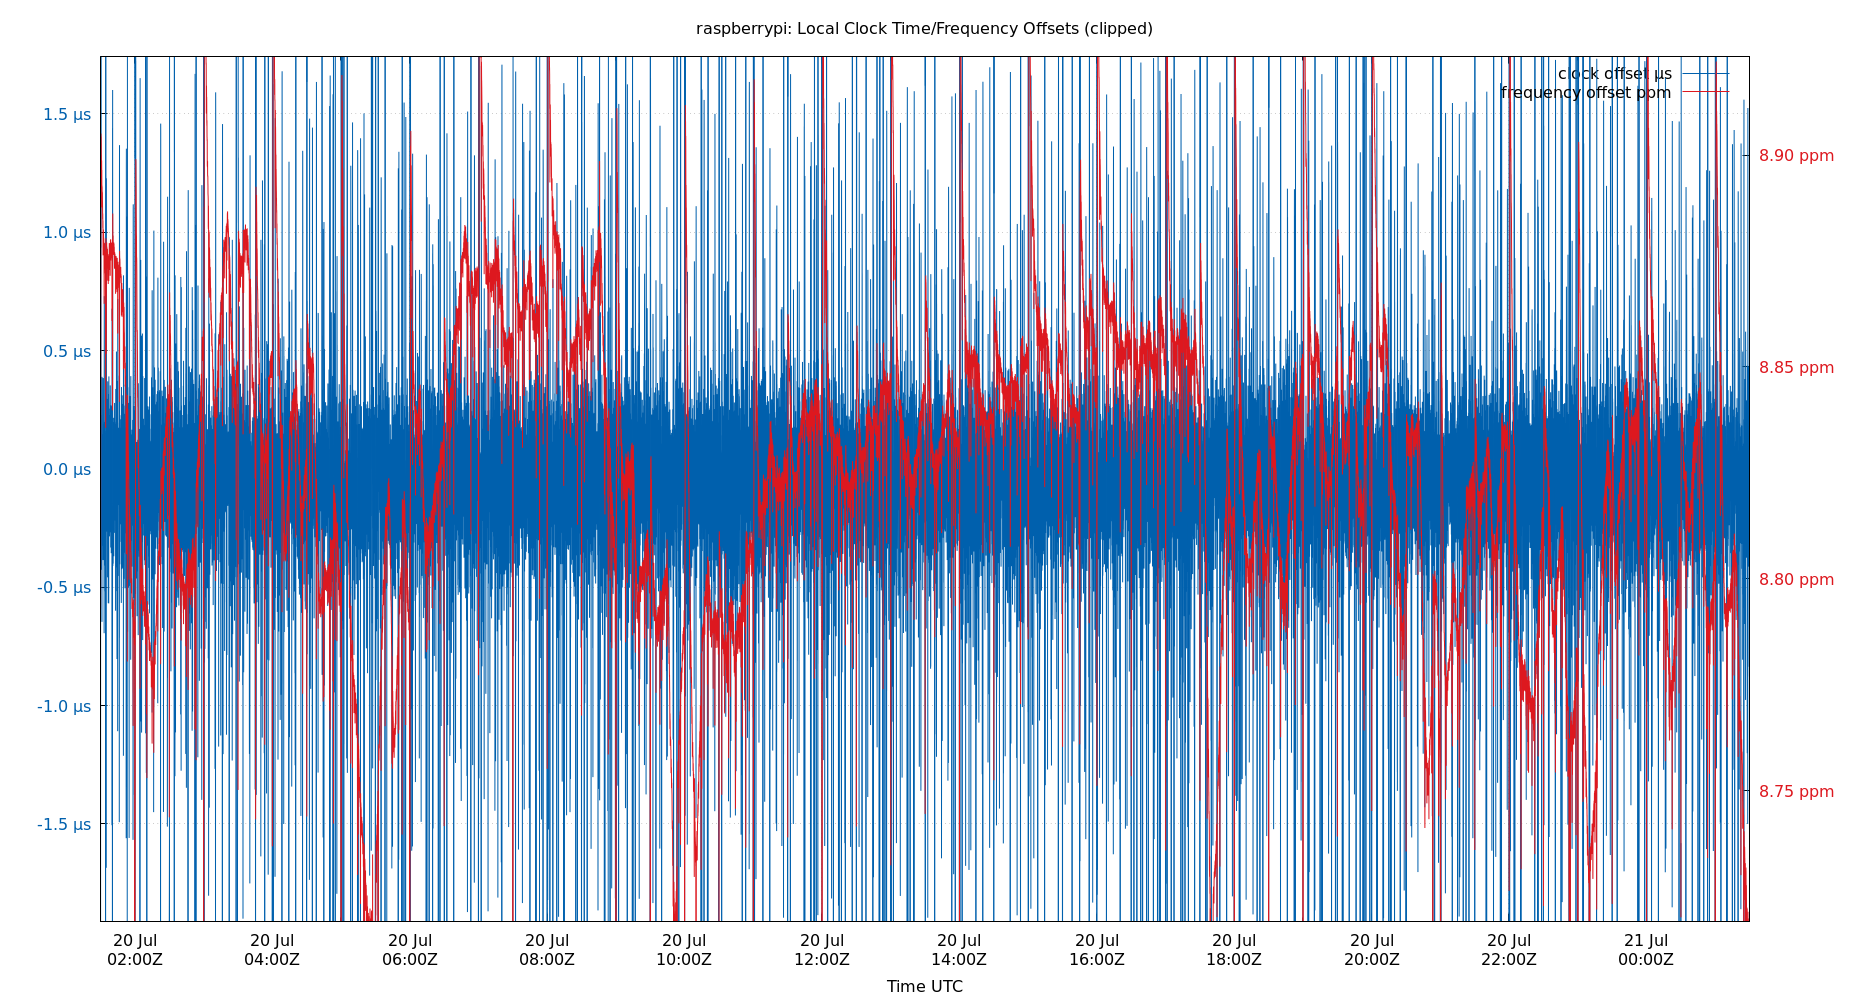 raspberrypi: Local Clock Time/Frequency Offsets (clipped)
clock offset µs
frequency offset ppm
1.5 µs
1.0 µs
0.5 µs
0.0 µs
-0.5 µs
-1.0 µs
-1.5 µs
8.90 ppm
8.85 ppm
8.80 ppm
8.75 ppm
20 Jul 20 Jul 20 Jul 20 Jul 20 Jul 20 Jul 20 Jul 20 Jul 20 Jul 20 Jul 20 Jul 21 Jul
02:00Z 04:00Z 06:00Z 08:00Z 10:00Z 12:00Z 14:00Z 16:00Z 18:00Z 20:00Z 22:00Z 00:00Z
Time UTC